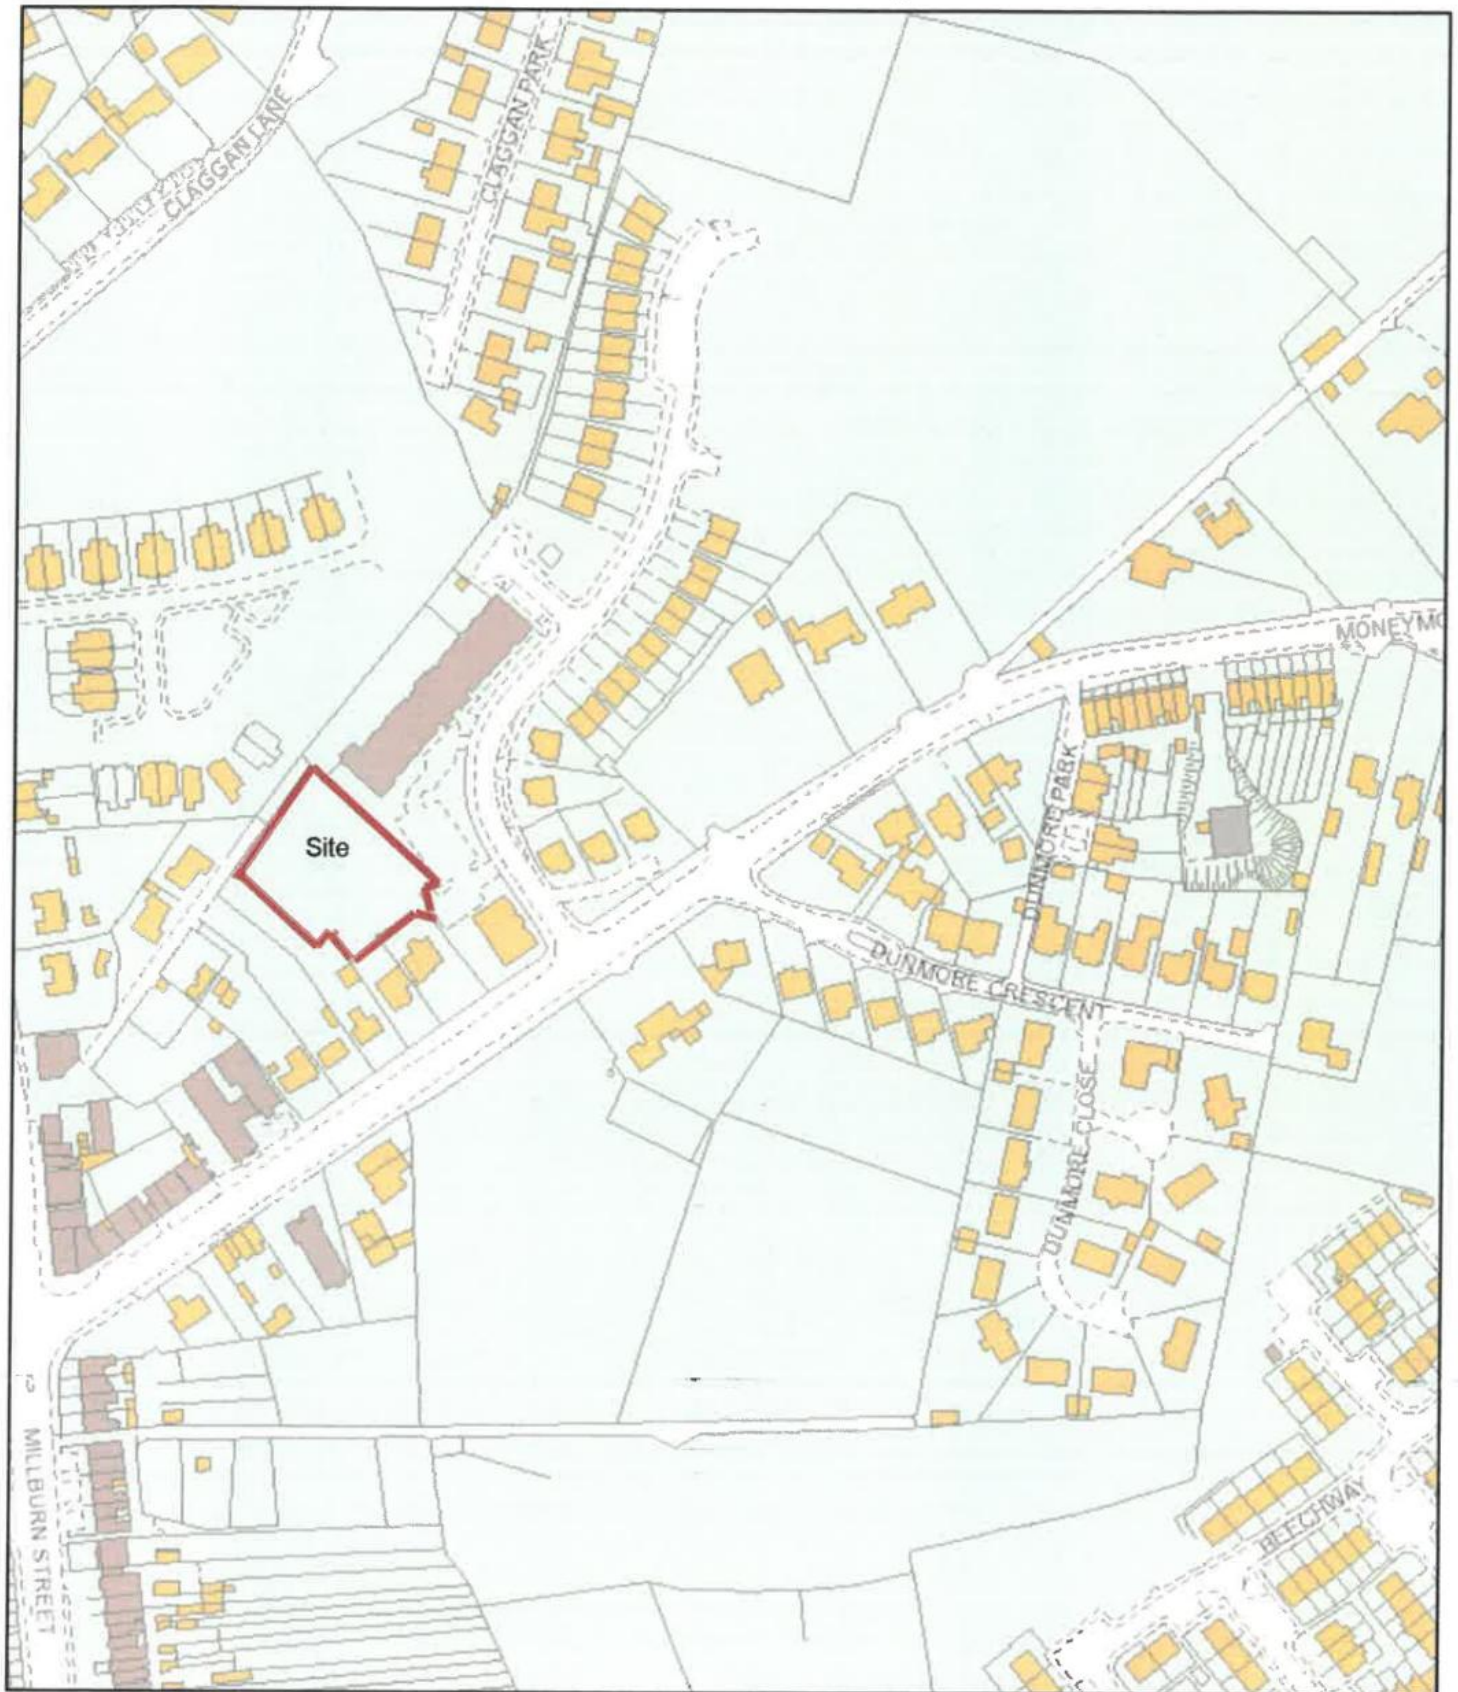 CLAGGAN PARK
CLAGGAN LANE
MONEYMO
DUNMORE PARK
Site
DUNMORE CRESCENT
DUNMORE CLOSE
MILLBURN STREET
BEECHWAY